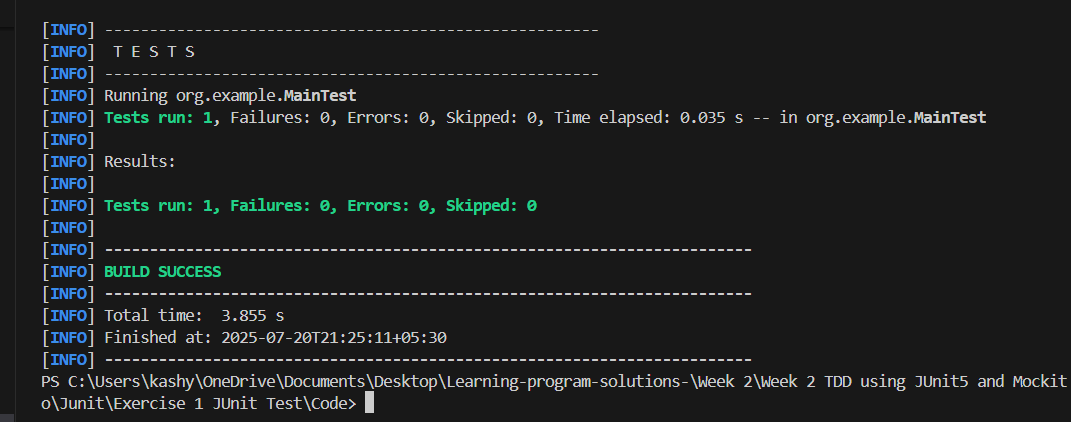 [INFO] -------------------------------------------------------
[INFO]  T E S T S
[INFO] -------------------------------------------------------
[INFO] Running org.example.MainTest
[INFO] Tests run: 1, Failures: 0, Errors: 0, Skipped: 0, Time elapsed: 0.035 s -- in org.example.MainTest
[INFO]
[INFO] Results:
[INFO]
[INFO] Tests run: 1, Failures: 0, Errors: 0, Skipped: 0
[INFO]
[INFO] ------------------------------------------------------------------------
[INFO] BUILD SUCCESS
[INFO] ------------------------------------------------------------------------
[INFO] Total time:  3.855 s
[INFO] Finished at: 2025-07-20T21:25:11+05:30
[INFO] ------------------------------------------------------------------------
PS C:\Users\kashy\OneDrive\Documents\Desktop\Learning-program-solutions-\Week 2\Week 2 TDD using JUnit5 and Mockit
o\Junit\Exercise 1 JUnit Test\Code>